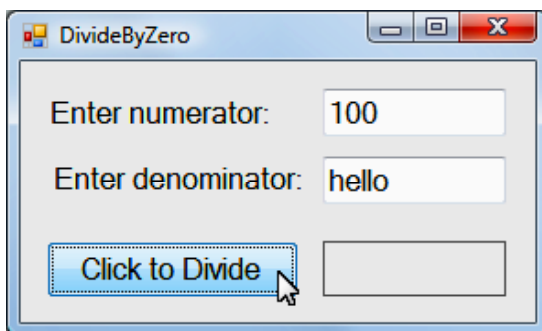 DivideByZero
Enter numerator: 100
Enter denominator: hello
Click to Divide